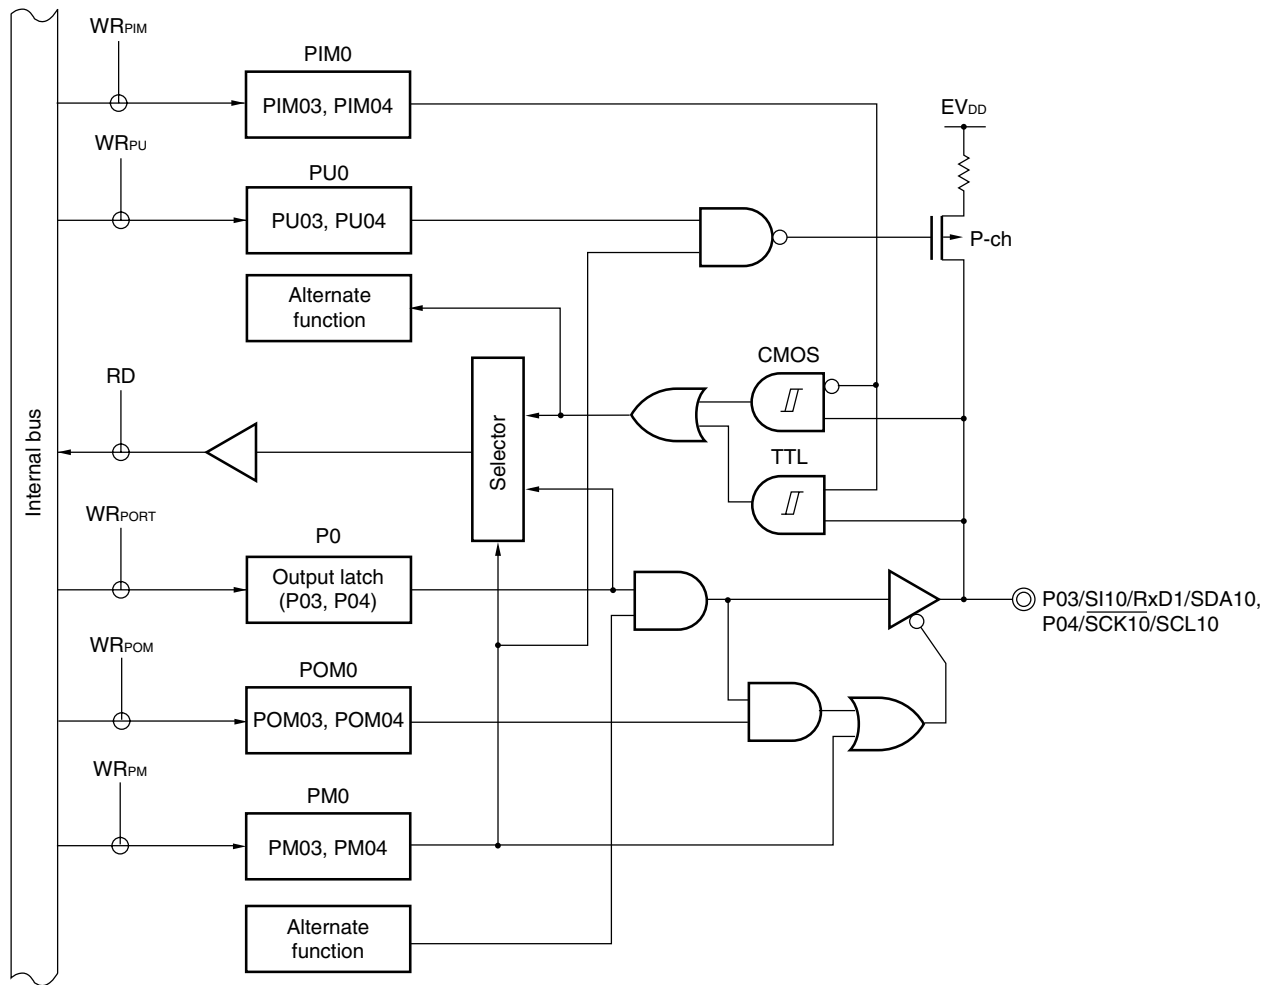 WRPIM
PIM0
PIM03, PIM04
EVDD
WRPU
PU0
PU03, PU04
P-ch
Alternate
function
CMOS
RD
Internal bus
Selector
TTL
WRPORT
P0
Output latch
(P03, P04)
P03/SI10/RxD1/SDA10,
P04/SCK10/SCL10
WRPOM
POM0
POM03, POM04
WRPM
PM0
PM03, PM04
Alternate
function